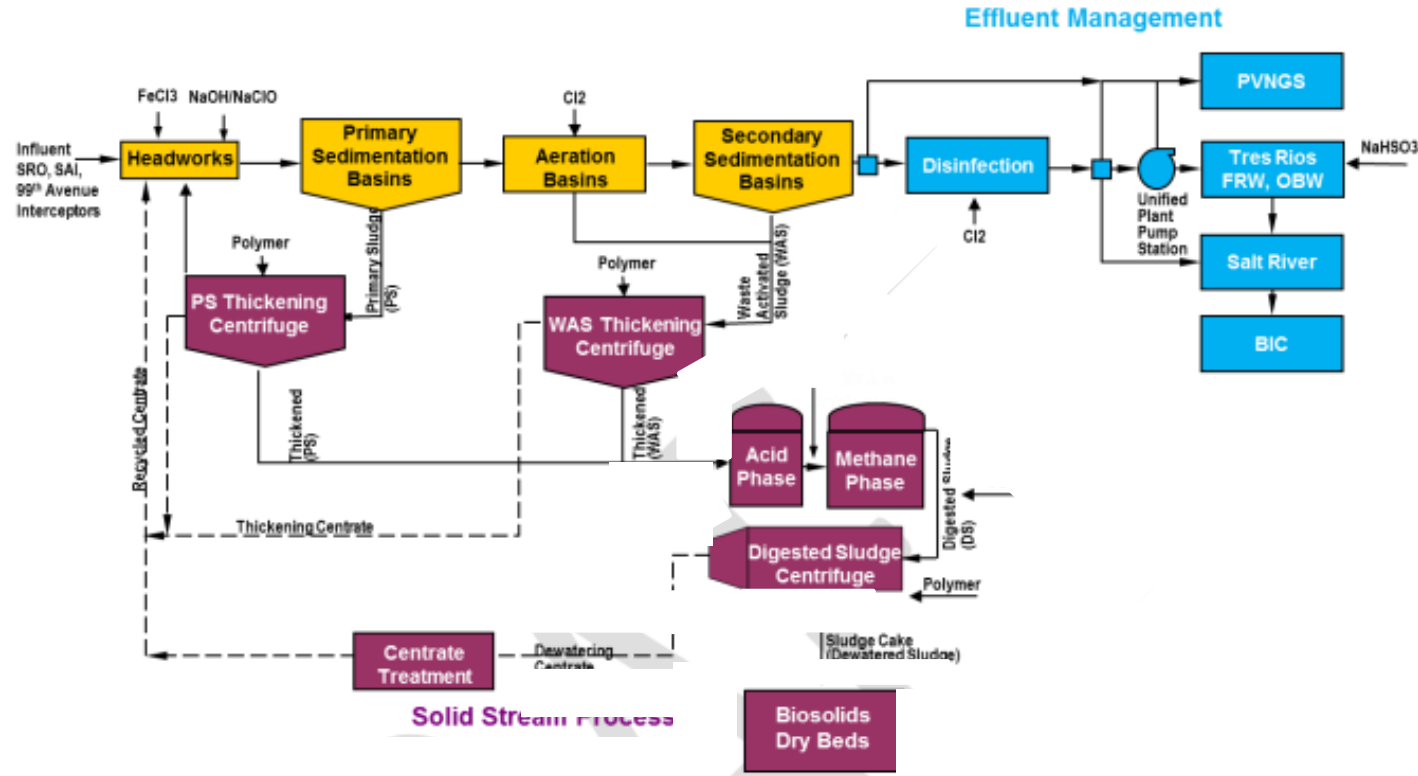 Effluent Management
FeCl3
NaOH/NaClO
Cl2
PVNGS
Influent
SRO, SAI,
99th Avenue
Interceptors
Headworks
Primary
Sedimentation
Basins
Aeration
Basins
Secondary
Sedimentation
Basins
Disinfection
Cl2
Unified
Plant
Pump
Station
Tres Rios
FRW, OBW
NaHSO3
Salt River
BIC
Polymer
PS Thickening
Centrifuge
Primary Sludge
(PS)
Polymer
WAS Thickening
Centrifuge
Waste
Activated
Sludge (WAS)
Recycled Centrate
Thickened
(PS)
Thickened
(WAS)
Acid
Phase
Methane
Phase
Digested
(DS)
Thickening Centrate
Digested Sludge
Centrifuge
Polymer
Centrate
Treatment
Dewatering
Centrate
Sludge Cake
(Dewatered Sludge)
Solid Stream Process
Biosolids
Dry Beds